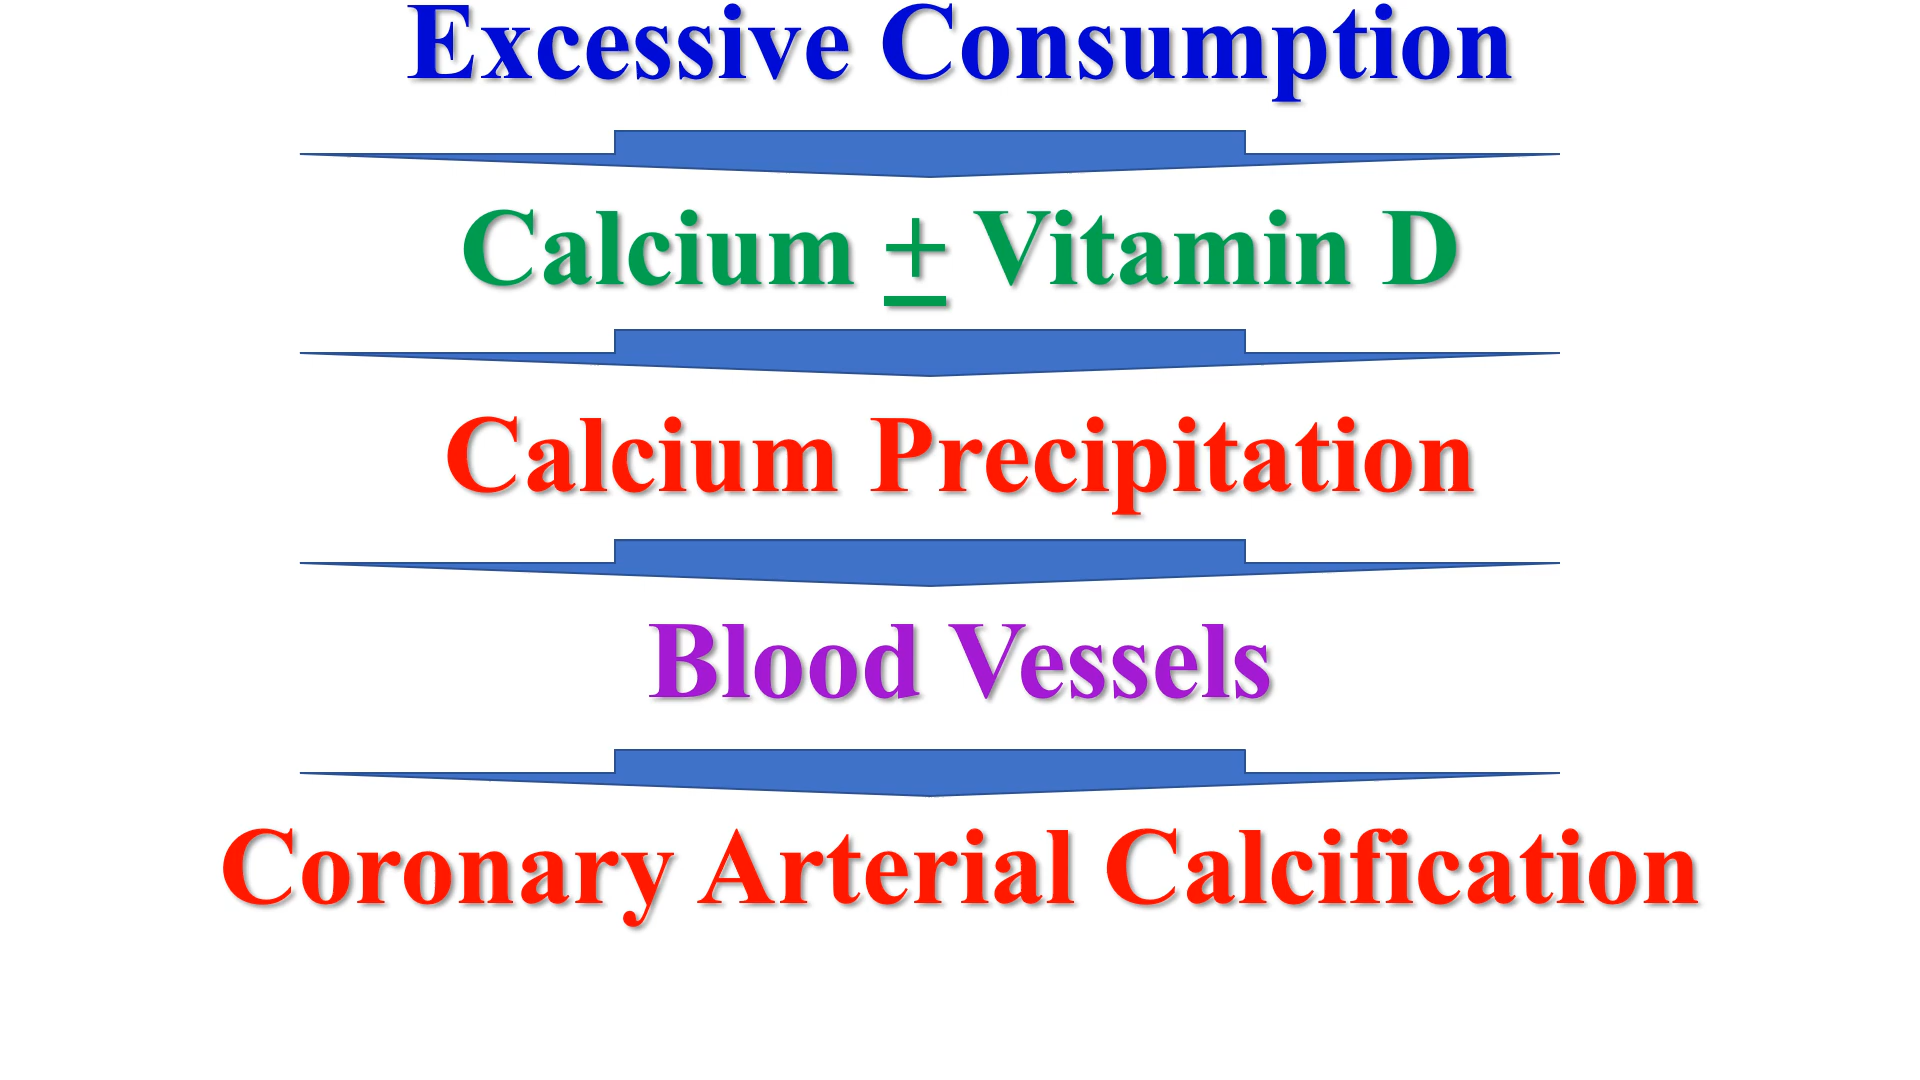 Excessive Consumption
Calcium + Vitamin D
Calcium Precipitation
Blood Vessels
Coronary Arterial Calcification